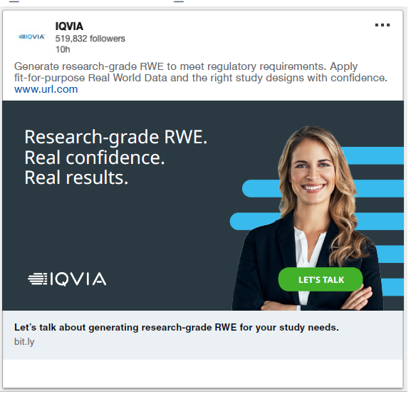 IQVIA
IQVIA
519,832 followers
10h
Generate research-grade RWE to meet regulatory requirements. Apply
fit-for-purpose Real World Data and the right study designs with confidence.
www.url.com
Research-grade RWE.
Real confidence.
Real results.
IQVIA
LET'S TALK
Let's talk about generating research-grade RWE for your study needs.
bit.ly